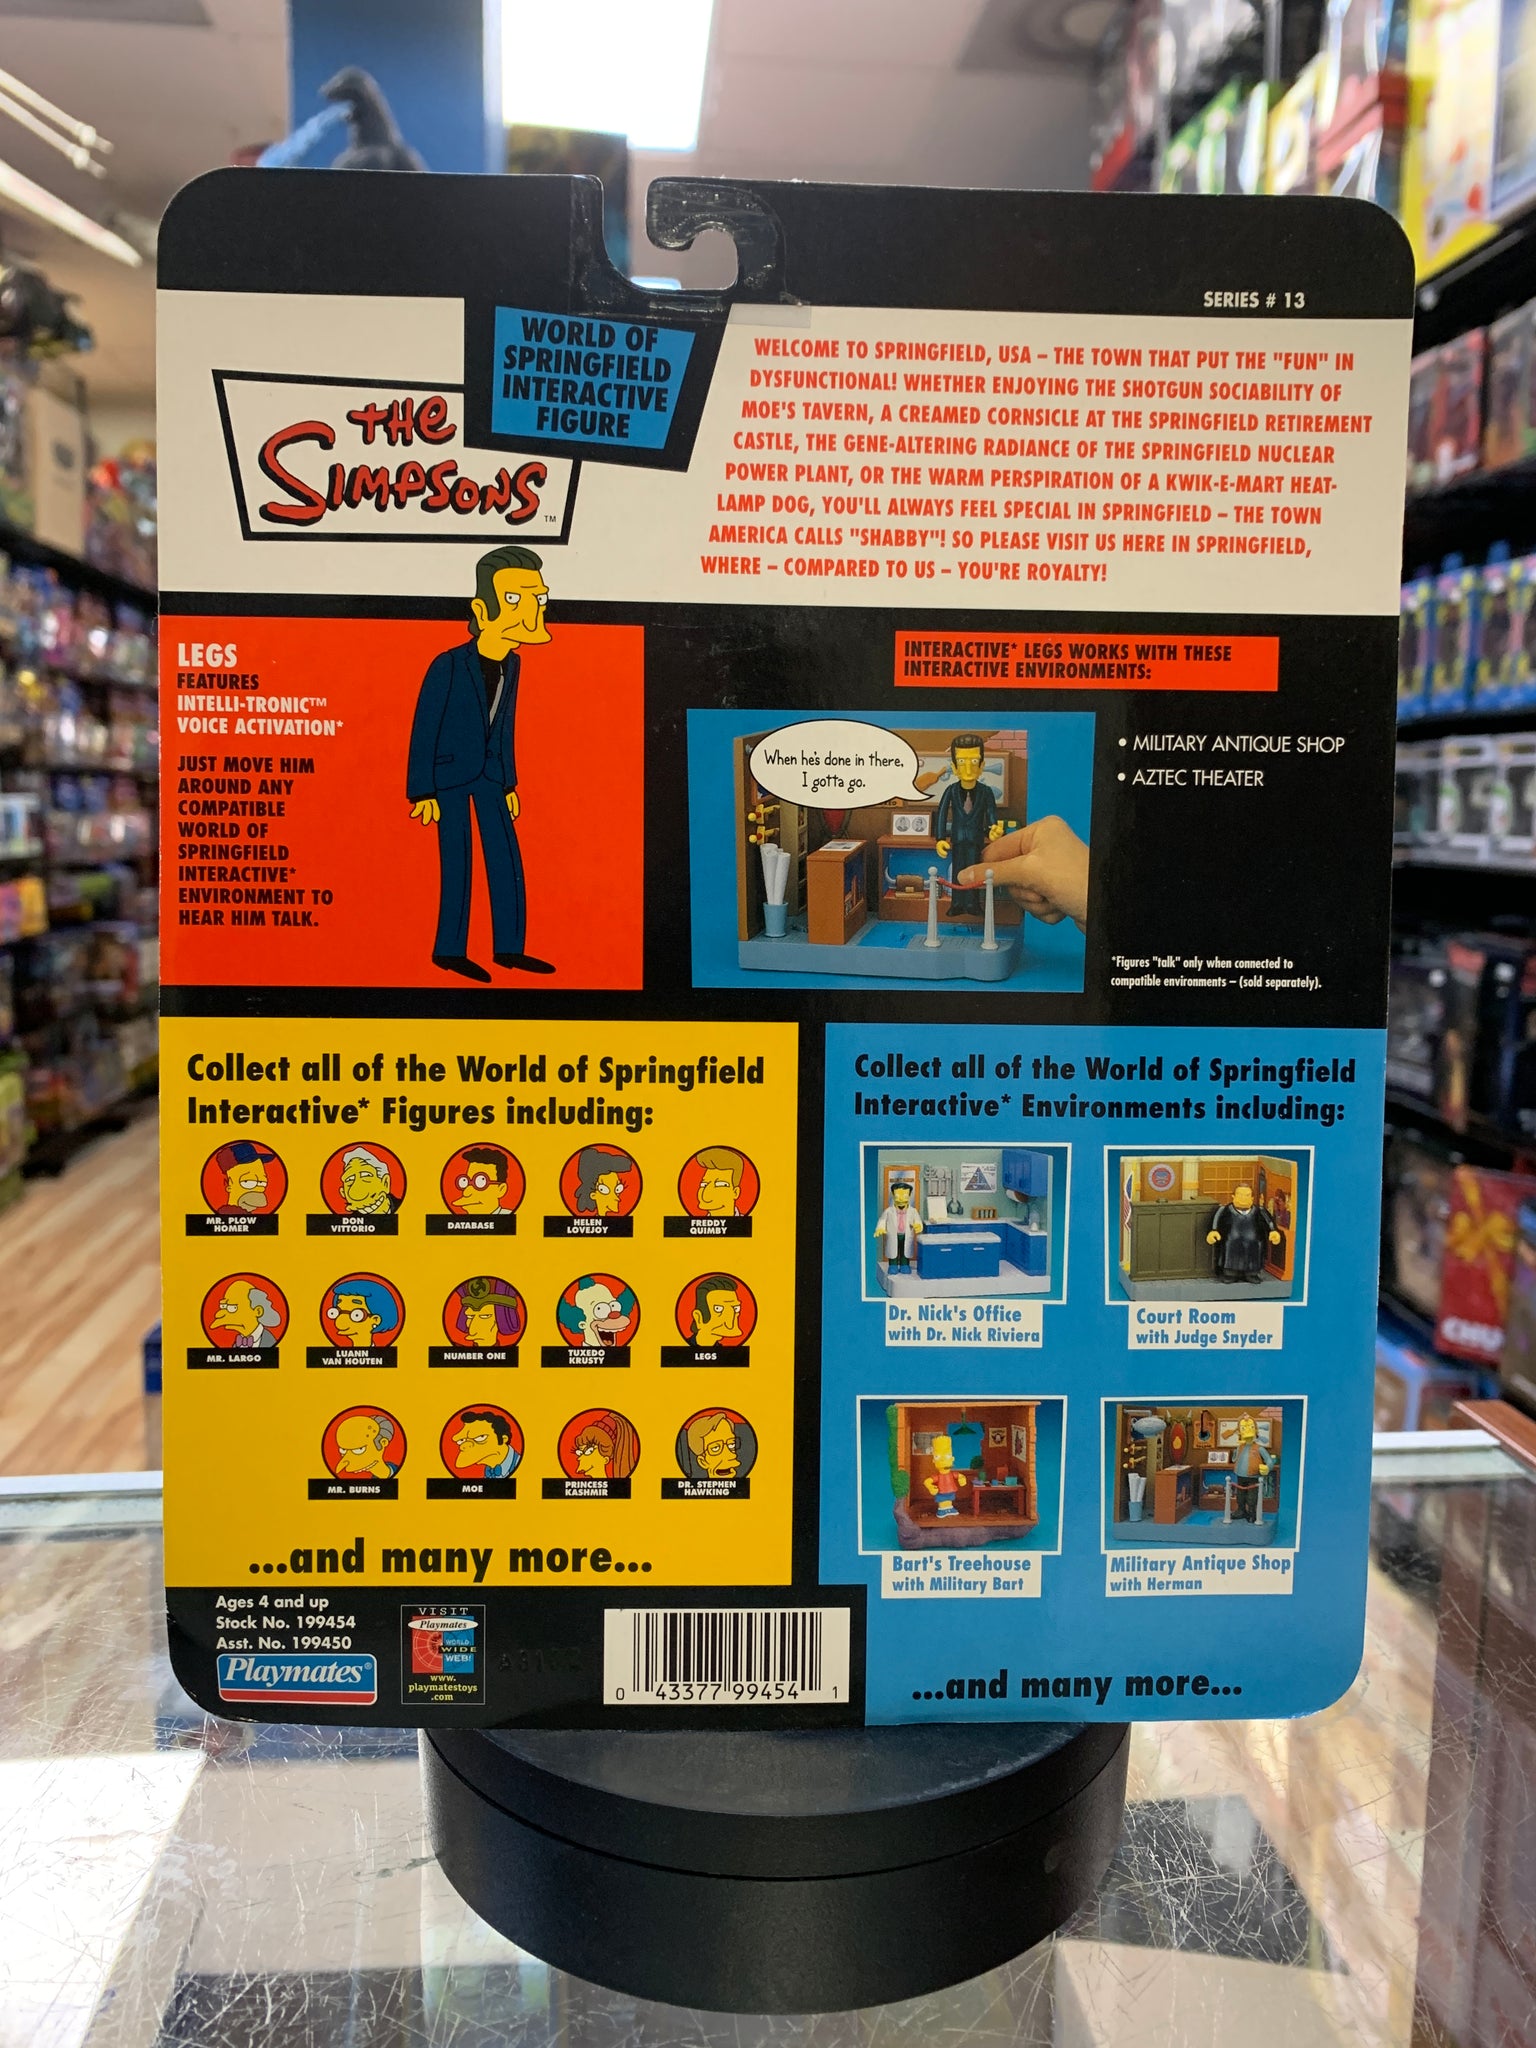 SERIES # 13
WORLD OF
SPRINGFIELD
INTERACTIVE
FIGURE
THE
SIMPSONS
TM
WELCOME TO SPRINGFIELD, USA – THE TOWN THAT PUT THE "FUN" IN
DYSFUNCTIONAL! WHETHER ENJOYING THE SHOTGUN SOCIABILITY OF
MOE'S TAVERN, A CREAMED CORNSICLE AT THE SPRINGFIELD RETIREMENT
CASTLE, THE GENE-ALTERING RADIANCE OF THE SPRINGFIELD NUCLEAR
POWER PLANT, OR THE WARM PERSPIRATION OF A KWIK-E-MART HEAT-
LAMP DOG, YOU'LL ALWAYS FEEL SPECIAL IN SPRINGFIELD – THE TOWN
AMERICA CALLS "SHABBY"! SO PLEASE VISIT US HERE IN SPRINGFIELD,
WHERE – COMPARED TO US – YOU'RE ROYALTY!
LEGS
FEATURES
INTELLI-TRONIC™
VOICE ACTIVATION*
JUST MOVE HIM
AROUND ANY
COMPATIBLE
WORLD OF
SPRINGFIELD
INTERACTIVE*
ENVIRONMENT TO
HEAR HIM TALK.
INTERACTIVE* LEGS WORKS WITH THESE
INTERACTIVE ENVIRONMENTS:
When he's done in there,
I gotta go.
• MILITARY ANTIQUE SHOP
• AZTEC THEATER
*Figures "talk" only when connected to
compatible environments – (sold separately).
Collect all of the World of Springfield
Interactive* Figures including:
MR. PLOW
HOMER
DON
VITTORIO
DATABASE
HELEN
LOVEJOY
FREDDY
QUIMBY
MR. LARGO
LUANN
VAN HOUTEN
NUMBER ONE
TUXEDO
KRUSTY
LEGS
MR. BURNS
MOE
PRINCESS
KASHMIR
DR. STEPHEN
HAWKING
...and many more...
Collect all of the World of Springfield
Interactive* Environments including:
Dr. Nick's Office
with Dr. Nick Riviera
Court Room
with Judge Snyder
Bart's Treehouse
with Military Bart
Military Antique Shop
with Herman
...and many more...
Ages 4 and up
Stock No. 199454
Asst. No. 199450
Playmates®
VISIT
Playmates
WORLD
WIDE
WEB!
www.
playmatestoys
.com
0 43377 99454 1